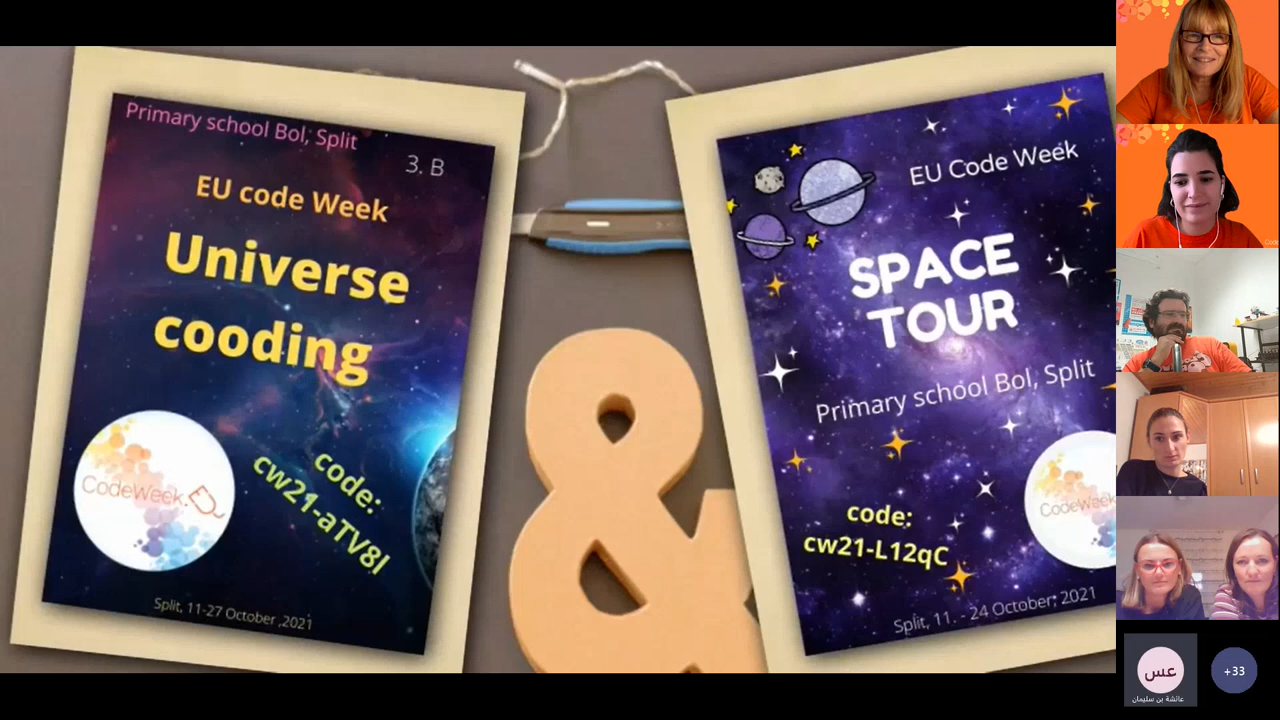 Primary school Bol, Split
3. B
EU code Week
Universe
cooding
CodeWeek
code:
cw21-aTV8I
Split, 11-27 October ,2021
&
EU Code Week
SPACE
TOUR
Primary school Bol, Split
code:
cw21-L12qC
CodeWeek
Split, 11. - 24 October, 2021
عس
عائشة بن سليمان
+33